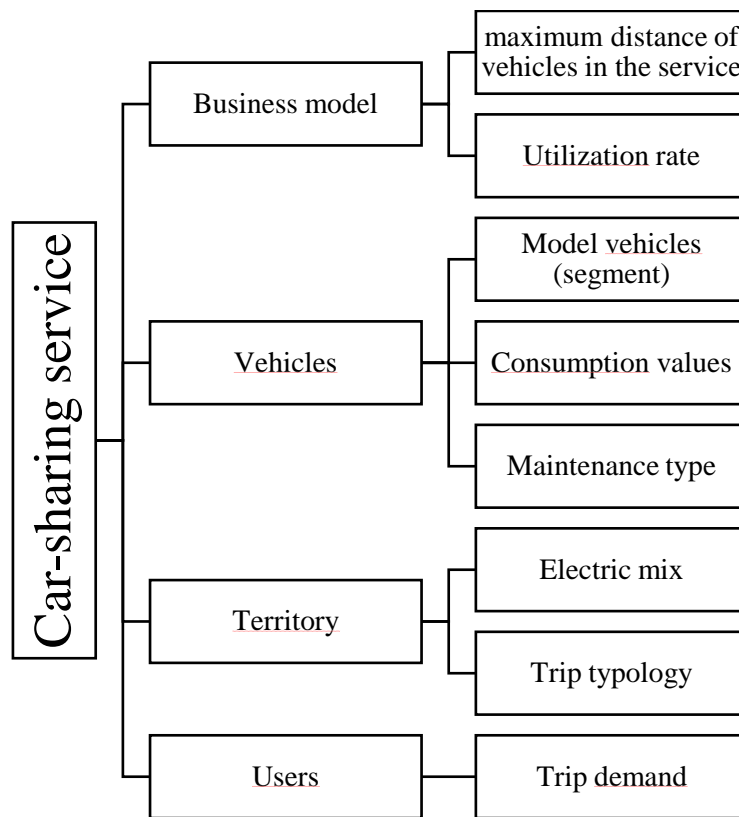 Car-sharing service
Business model
maximum distance of
vehicles in the service
Utilization rate
Vehicles
Model vehicles
(segment)
Consumption values
Maintenance type
Territory
Electric mix
Trip typology
Users
Trip demand